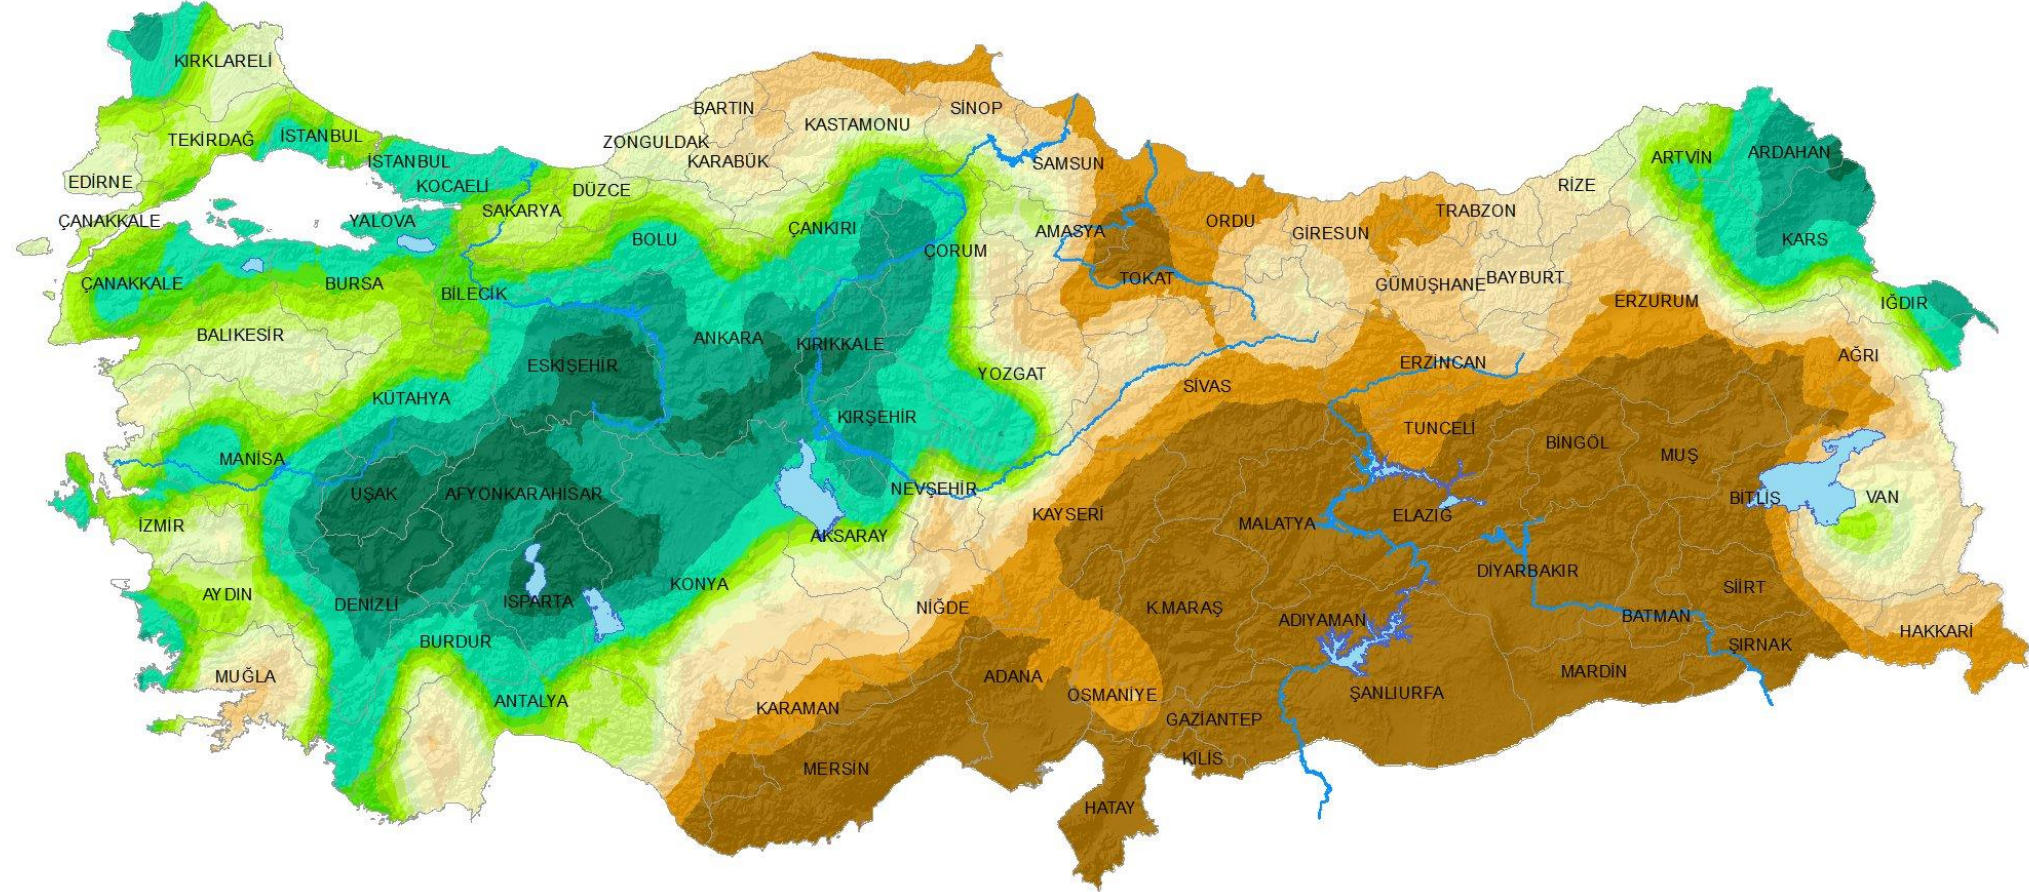 KIRKLARELİ
BARTIN
SİNOP
KASTAMONU
TEKİRDAĞ
İSTANBUL
ZONGULDAK
İSTANBUL
KARABÜK
SAMSUN
ARTVİN
ARDAHAN
EDİRNE
KOCAELİ
DÜZCE
RİZE
ÇANAKKALE
YALOVA
SAKARYA
ÇANKIRI
AMASYA
ORDU
GİRESUN
TRABZON
BOLU
ÇORUM
KARS
ÇANAKKALE
BURSA
BİLECİK
TOKAT
GÜMÜŞHANE
BAYBURT
ERZURUM
IĞDIR
BALIKESİR
ANKARA
KIRIKKALE
ESKİŞEHİR
YOZGAT
SİVAS
ERZİNCAN
AĞRI
KÜTAHYA
KIRŞEHİR
TUNCELİ
BİNGÖL
MUŞ
MANİSA
UŞAK
AFYONKARAHİSAR
NEVŞEHİR
BİTLİS
VAN
İZMİR
AKSARAY
KAYSERİ
MALATYA
ELAZIĞ
AYDIN
DENİZLİ
ISPARTA
KONYA
NİĞDE
K.MARAŞ
DİYARBAKIR
SİİRT
BURDUR
ADIYAMAN
BATMAN
HAKKARİ
MUĞLA
ANTALYA
KARAMAN
ADANA
OSMANİYE
GAZİANTEP
ŞANLIURFA
MARDİN
ŞIRNAK
MERSİN
KİLİS
HATAY